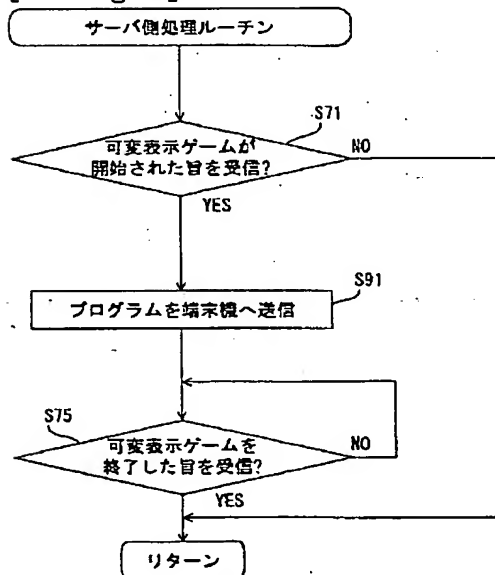 サーバ側処理ルーチン
S71
可変表示ゲームが
開始された旨を受信?
NO
YES
S91
プログラムを端末機へ送信
S75
可変表示ゲームを
終了した旨を受信?
NO
YES
リターン